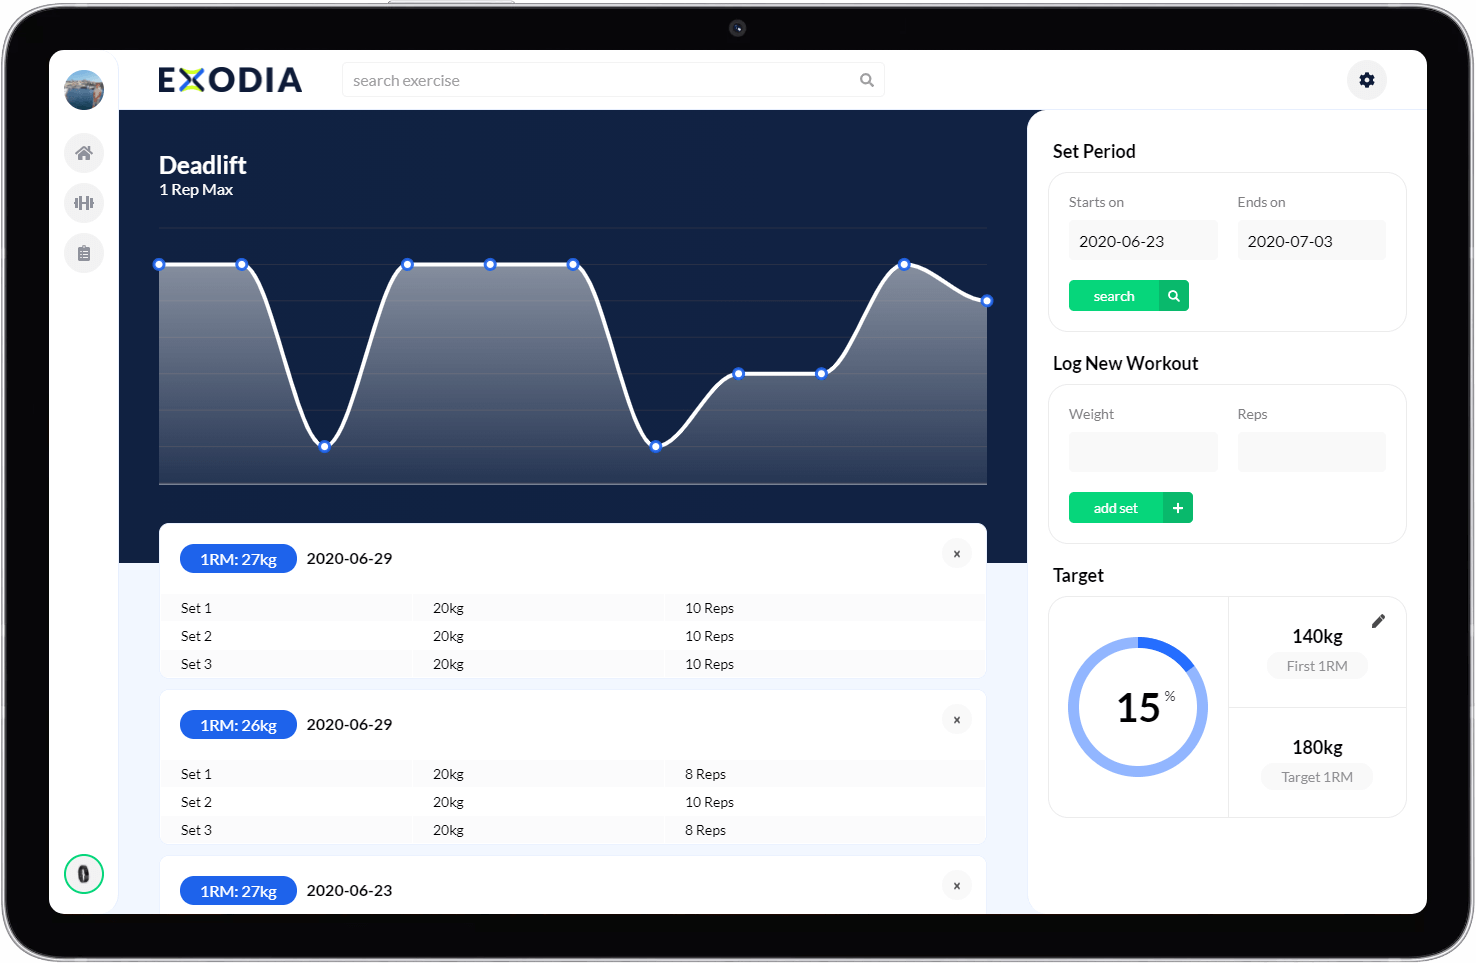 EXODIA
search exercise
Deadlift
1 Rep Max
1RM: 27kg 2020-06-29 ×
Set 1 20kg 10 Reps
Set 2 20kg 10 Reps
Set 3 20kg 10 Reps
1RM: 26kg 2020-06-29 ×
Set 1 20kg 8 Reps
Set 2 20kg 10 Reps
Set 3 20kg 8 Reps
1RM: 27kg 2020-06-23 ×
Set Period
Starts on Ends on
2020-06-23 2020-07-03
search
Log New Workout
Weight Reps
add set +
Target
15%
140kg
First 1RM
180kg
Target 1RM